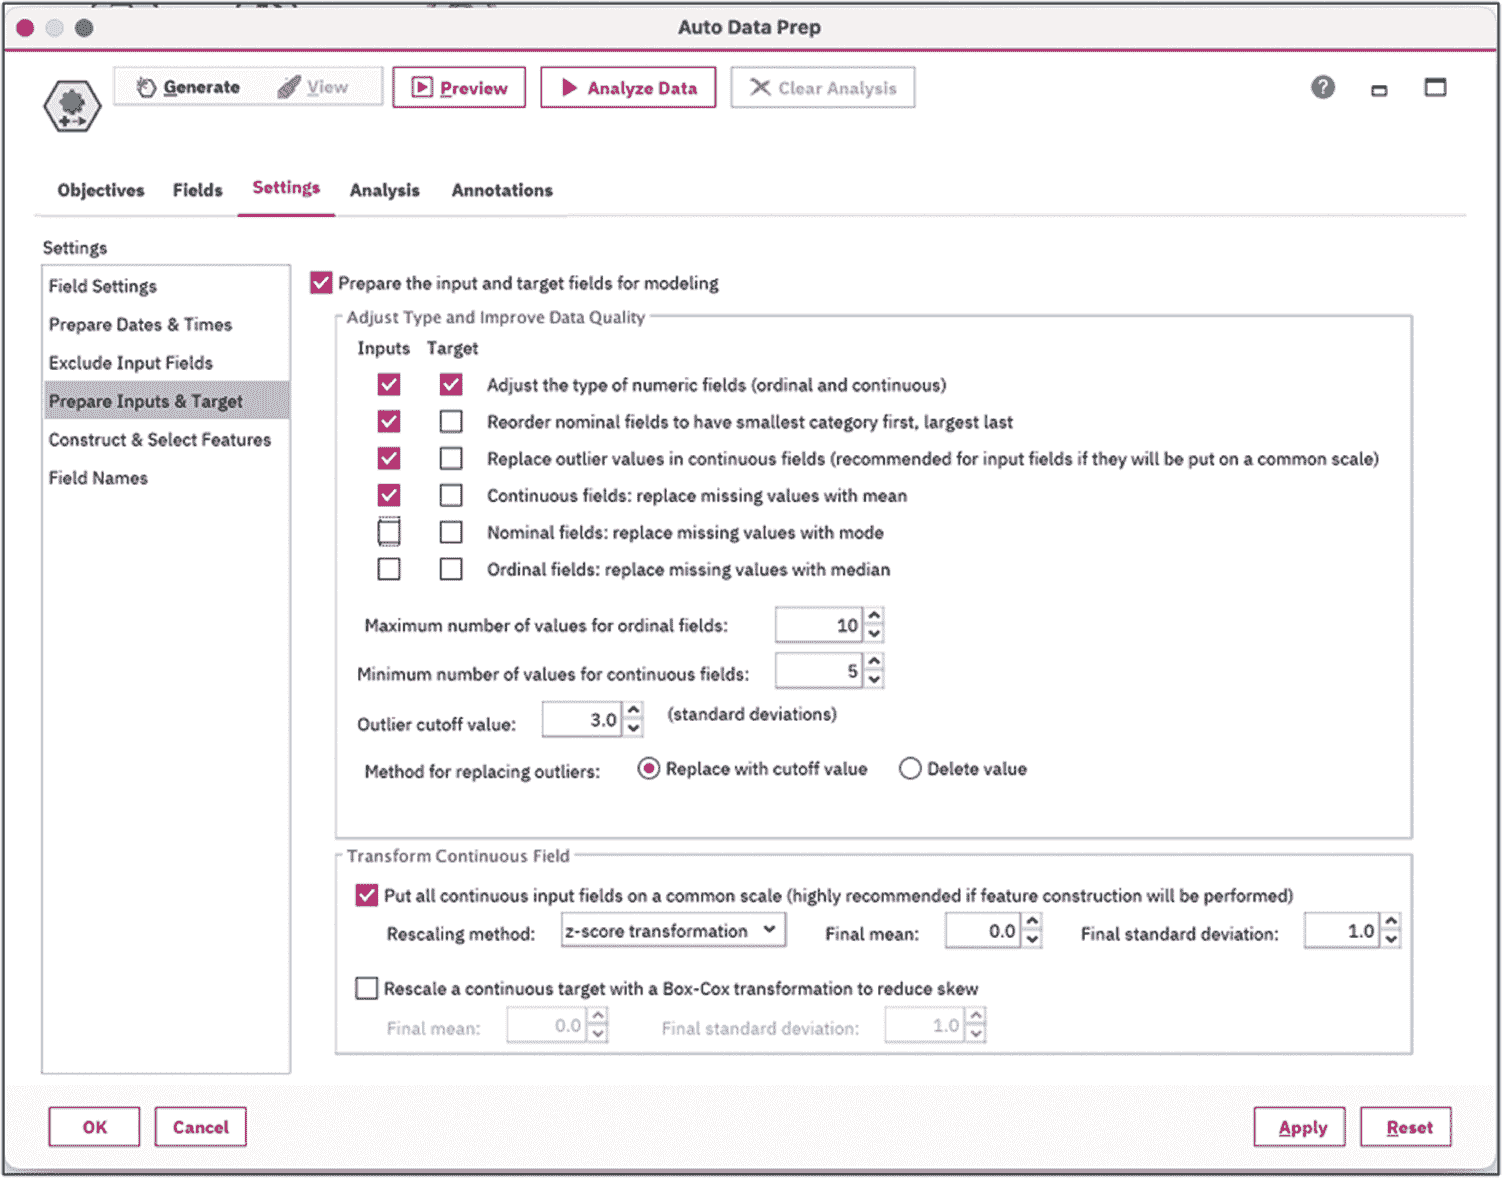 Auto Data Prep
Generate View Preview Analyze Data Clear Analysis ?
Objectives Fields Settings Analysis Annotations
Settings
Field Settings
Prepare Dates & Times
Exclude Input Fields
Prepare Inputs & Target
Construct & Select Features
Field Names
Prepare the input and target fields for modeling
Adjust Type and Improve Data Quality
Inputs Target
Adjust the type of numeric fields (ordinal and continuous)
Reorder nominal fields to have smallest category first, largest last
Replace outlier values in continuous fields (recommended for input fields if they will be put on a common scale)
Continuous fields: replace missing values with mean
Nominal fields: replace missing values with mode
Ordinal fields: replace missing values with median
Maximum number of values for ordinal fields: 10
Minimum number of values for continuous fields: 5
Outlier cutoff value: 3.0 (standard deviations)
Method for replacing outliers: Replace with cutoff value Delete value
Transform Continuous Field
Put all continuous input fields on a common scale (highly recommended if feature construction will be performed)
Rescaling method: z-score transformation Final mean: 0.0 Final standard deviation: 1.0
Rescale a continuous target with a Box-Cox transformation to reduce skew
Final mean: 0.0 Final standard deviation: 1.0
OK Cancel Apply Reset